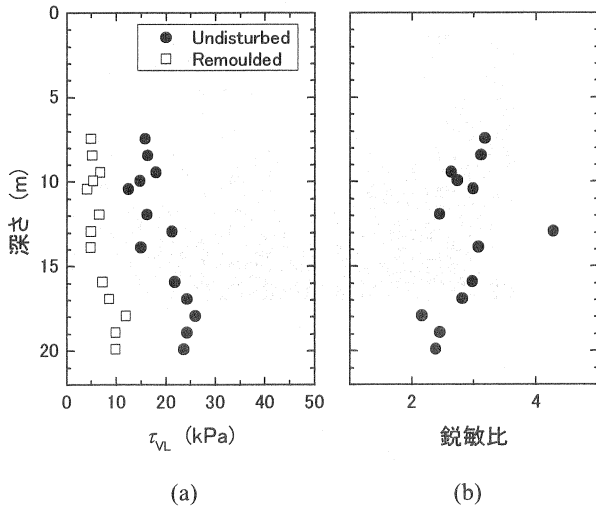 ● Undisturbed
□ Remoulded
0
5
10
15
20
深さ (m)
0 10 20 30 40 50
2 4
τVL (kPa)
鋭敏比
(a)
(b)